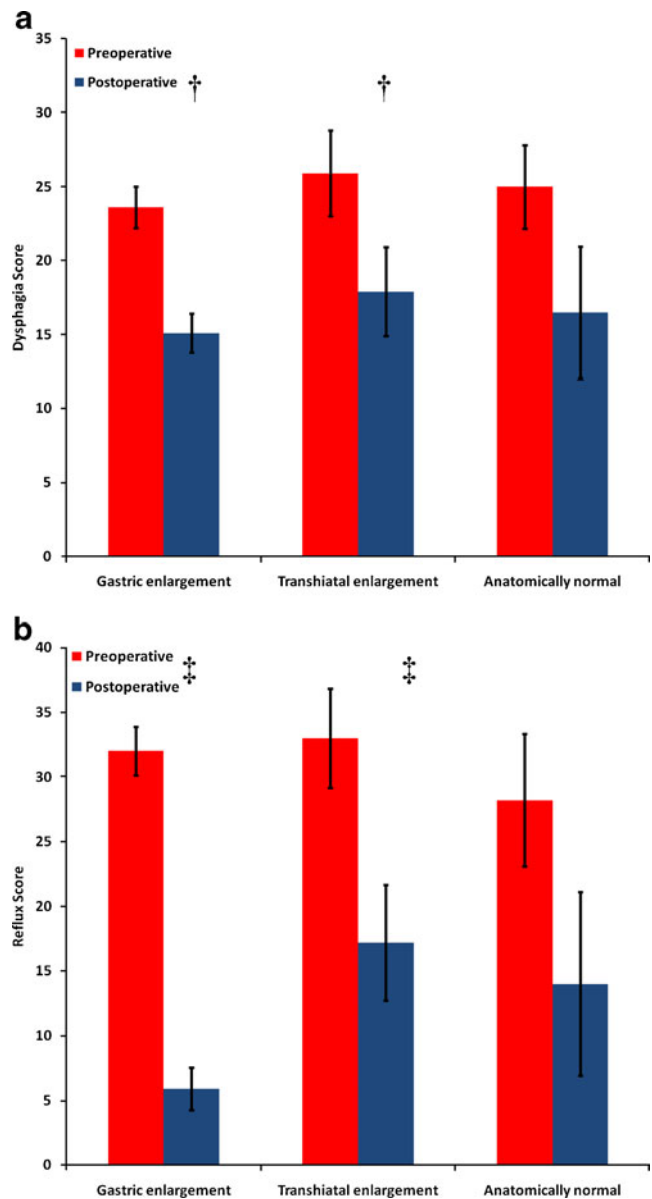 a
35
Preoperative
Postoperative
† †
30
25
20
15
10
5
0
Dysphagia Score
Gastric enlargement Transhiatal enlargement Anatomically normal
b
40
Preoperative
Postoperative
‡ ‡
35
30
25
20
15
10
5
0
Reflux Score
Gastric enlargement Transhiatal enlargement Anatomically normal